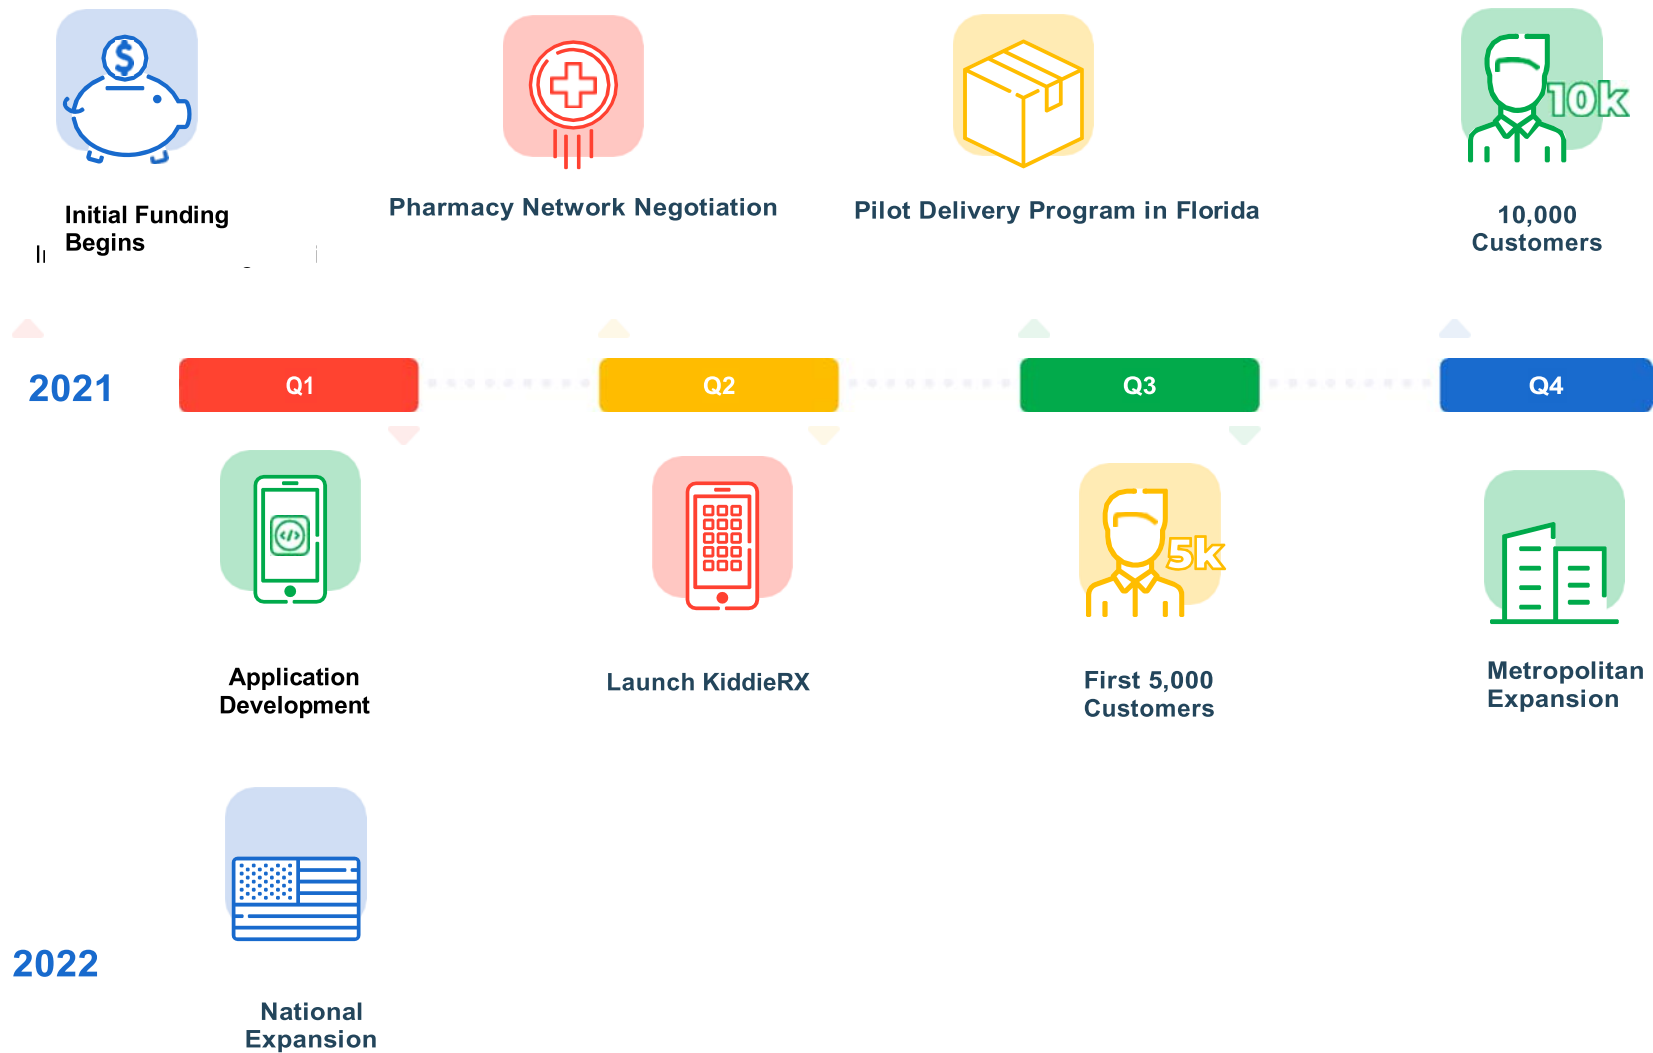 $
10k
Initial Funding
Begins
Pharmacy Network Negotiation
Pilot Delivery Program in Florida
10,000
Customers
2021
Q1
Q2
Q3
Q4
</>
5k
Application
Development
Launch KiddieRX
First 5,000
Customers
Metropolitan
Expansion
2022
National
Expansion